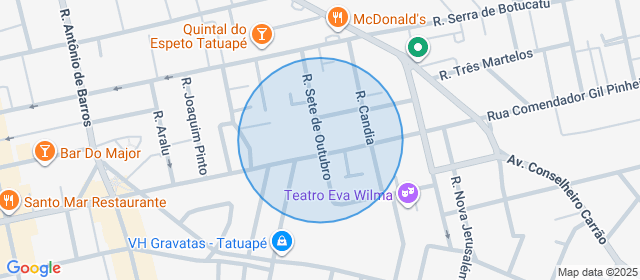 McDonald's
R. Serra de Botucatu
Quintal do
Espeto Tatuapé
R. Antônio de Barros
R. Três Martelos
R. Joaquim Pinto
R. Sete de Outubro
R. Candia
Rua Comendador Gil Pinhei
R. Aralu
Bar Do Major
Av. Conselheiro Carrão
Santo Mar Restaurante
Teatro Eva Wilma
R. Nova Jerusalém
VH Gravatas - Tatuapé
Google
Map data ©2025